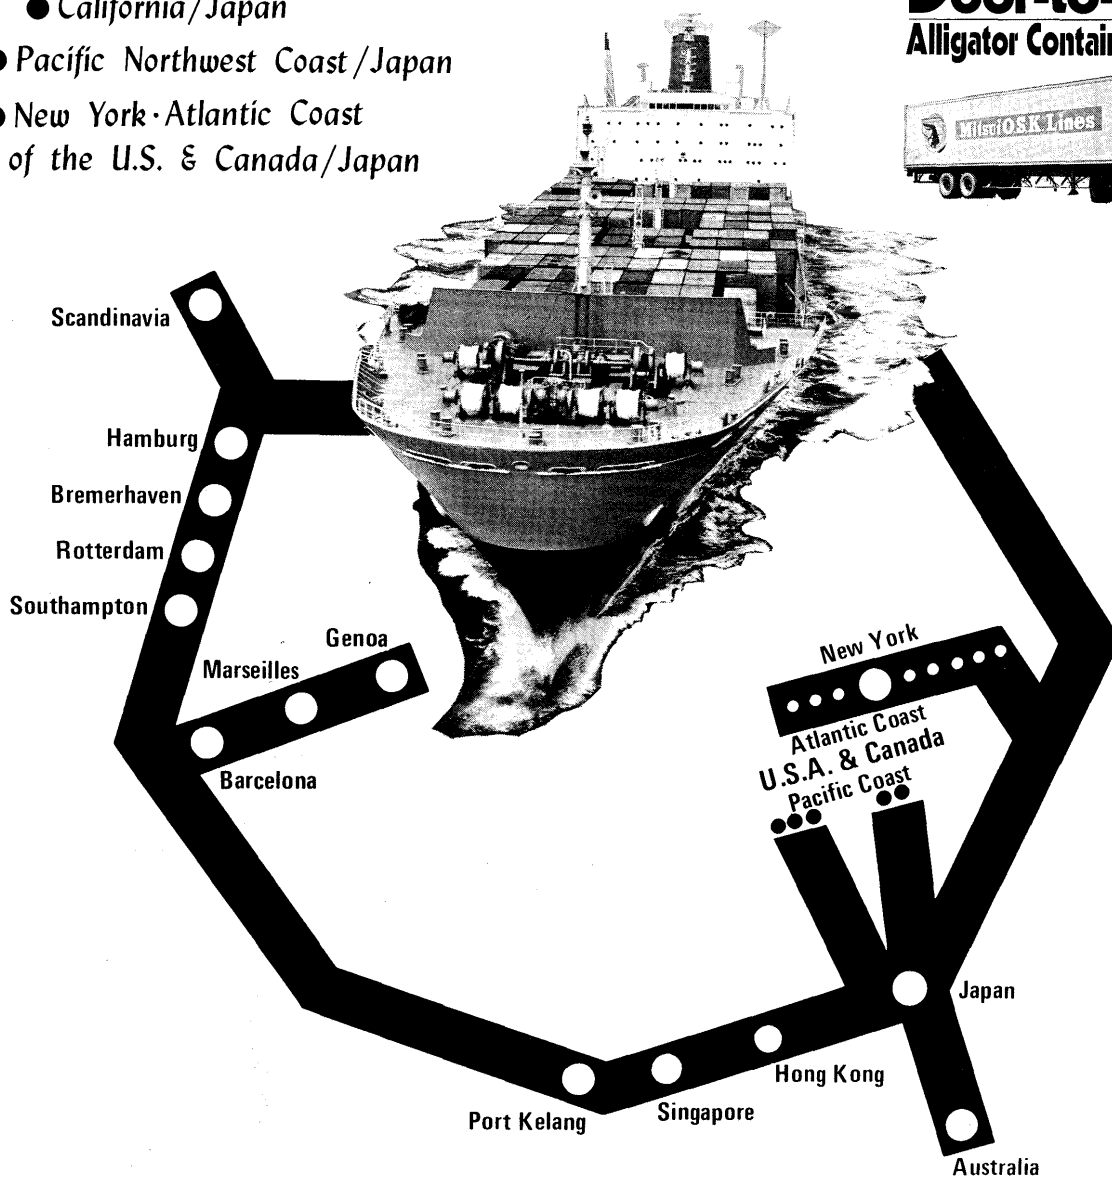 ● California/Japan
● Pacific Northwest Coast/Japan
● New York·Atlantic Coast
of the U.S. & Canada/Japan
Alligator
Mitsui O.S.K. Lines
Scandinavia
Hamburg
Bremerhaven
Rotterdam
Southampton
Genoa
Marseilles
Barcelona
New York
Atlantic Coast
U.S.A. & Canada
Pacific Coast
Japan
Hong Kong
Singapore
Port Kelang
Australia